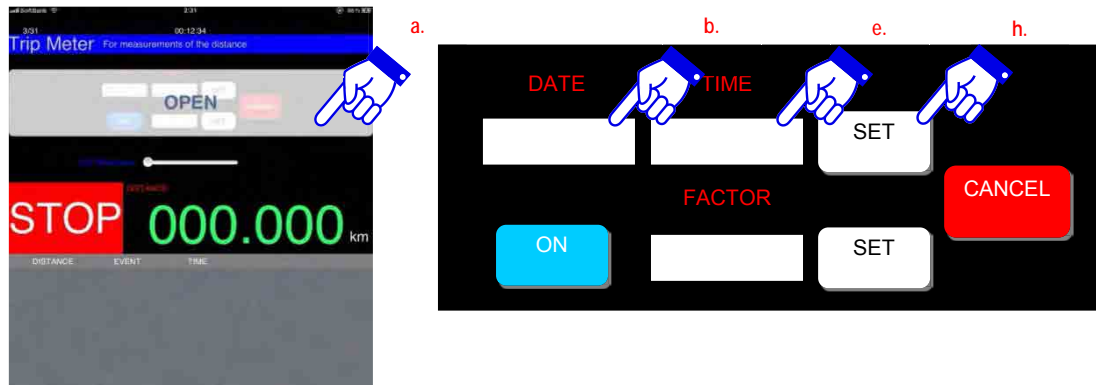 2:31
3/31 00:12:34
Trip Meter For measurements of the distance
OPEN
STOP 000.000 km
DISTANCE EVENT TIME
a. b. e. h.
DATE TIME
SET
CANCEL
FACTOR
ON SET